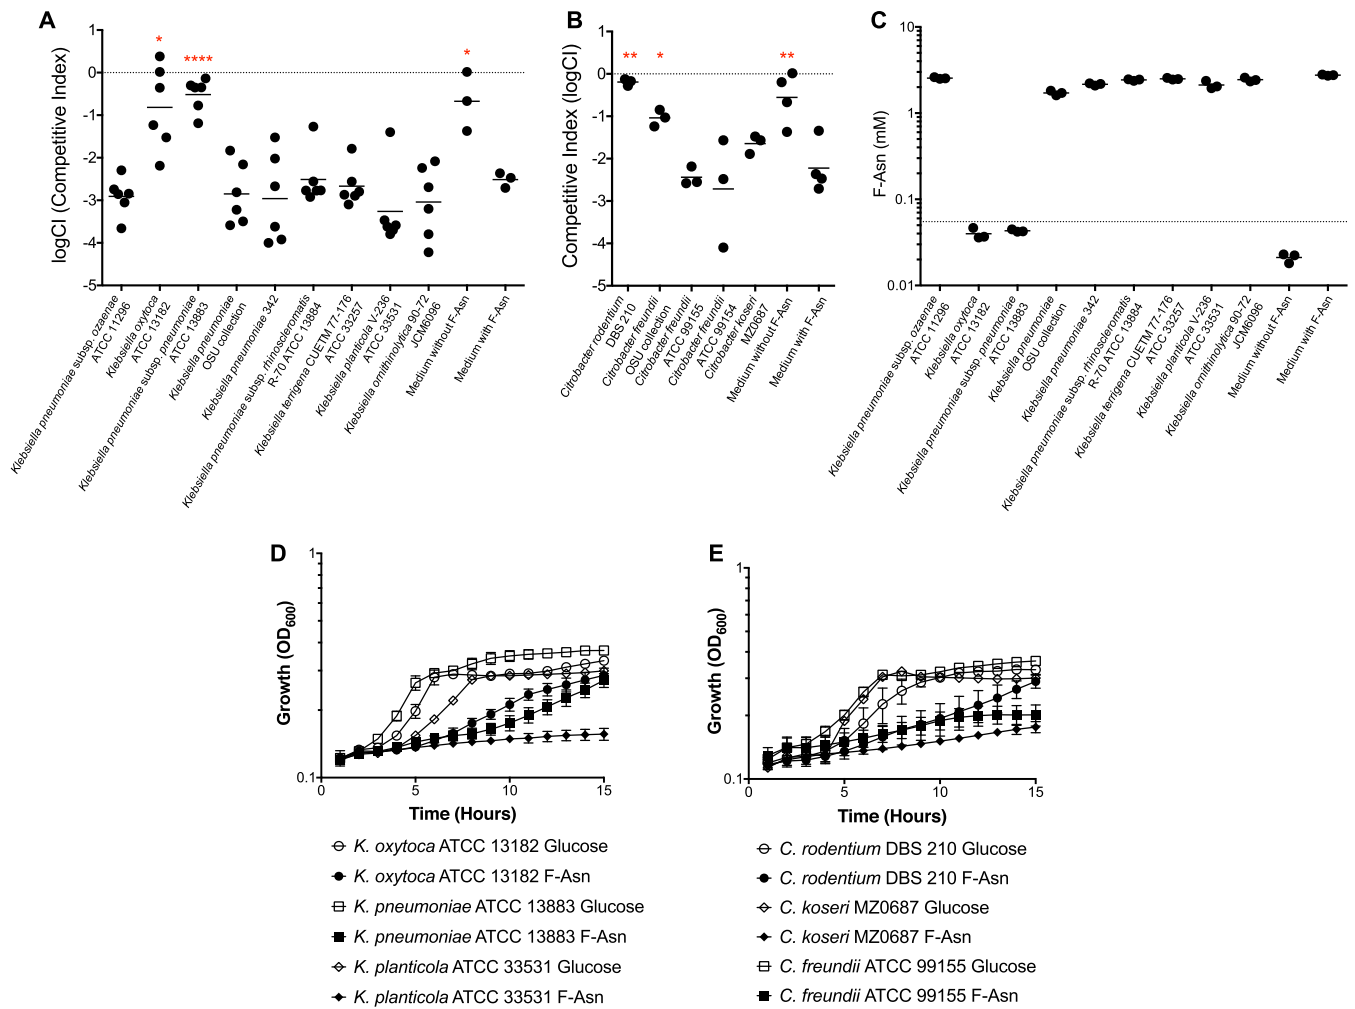 A
logCI (Competitive Index)
1
0
-1
-2
-3
-4
-5
*
****
*
Klebsiella pneumoniae subsp. ozaenae
ATCC 11296
Klebsiella oxytoca
ATCC 13182
Klebsiella pneumoniae subsp. pneumoniae
ATCC 13883
Klebsiella pneumoniae
OSU collection
Klebsiella pneumoniae 342
Klebsiella pneumoniae subsp. rhinoscleromatis
R-70 ATCC 13884
Klebsiella terrigena CUETM 77-176
ATCC 33257
Klebsiella planticola V-236
ATCC 33531
Klebsiella ornithinolytica 90-72
JCM6096
Medium without F-Asn
Medium with F-Asn
B
Competitive Index (logCI)
1
0
-1
-2
-3
-4
-5
**
*
**
Citrobacter rodentium
DBS 210
Citrobacter freundii
OSU collection
Citrobacter freundii
ATCC 99155
Citrobacter freundii
ATCC 99154
Citrobacter koseri
MZ0687
Medium without F-Asn
Medium with F-Asn
C
F-Asn (mM)
10
1
0.1
0.01
Klebsiella pneumoniae subsp. ozaenae
ATCC 11296
Klebsiella oxytoca
ATCC 13182
Klebsiella pneumoniae subsp. pneumoniae
ATCC 13883
Klebsiella pneumoniae
OSU collection
Klebsiella pneumoniae 342
Klebsiella pneumoniae subsp. rhinoscleromatis
R-70 ATCC 13884
Klebsiella terrigena CUETM 77-176
ATCC 33257
Klebsiella planticola V-236
ATCC 33531
Klebsiella ornithinolytica 90-72
JCM6096
Medium without F-Asn
Medium with F-Asn
D
Growth (OD600)
1
0.1
0
5
10
15
Time (Hours)
K. oxytoca ATCC 13182 Glucose
K. oxytoca ATCC 13182 F-Asn
K. pneumoniae ATCC 13883 Glucose
K. pneumoniae ATCC 13883 F-Asn
K. planticola ATCC 33531 Glucose
K. planticola ATCC 33531 F-Asn
E
Growth (OD600)
1
0.1
0
5
10
15
Time (Hours)
C. rodentium DBS 210 Glucose
C. rodentium DBS 210 F-Asn
C. koseri MZ0687 Glucose
C. koseri MZ0687 F-Asn
C. freundii ATCC 99155 Glucose
C. freundii ATCC 99155 F-Asn